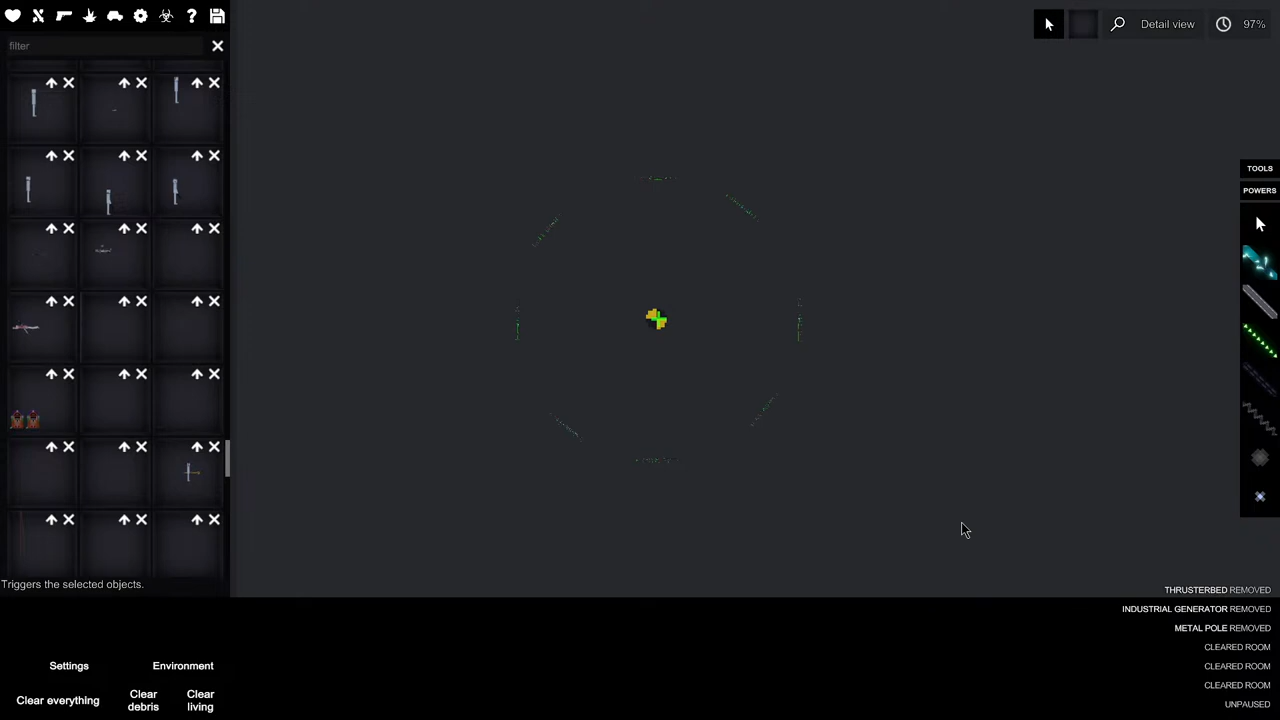 Detail view
97%
filter
TOOLS
POWERS
Triggers the selected objects.
THRUSTERBED REMOVED
INDUSTRIAL GENERATOR REMOVED
METAL POLE REMOVED
CLEARED ROOM
CLEARED ROOM
CLEARED ROOM
UNPAUSED
Settings
Environment
Clear everything
Clear
debris
Clear
living